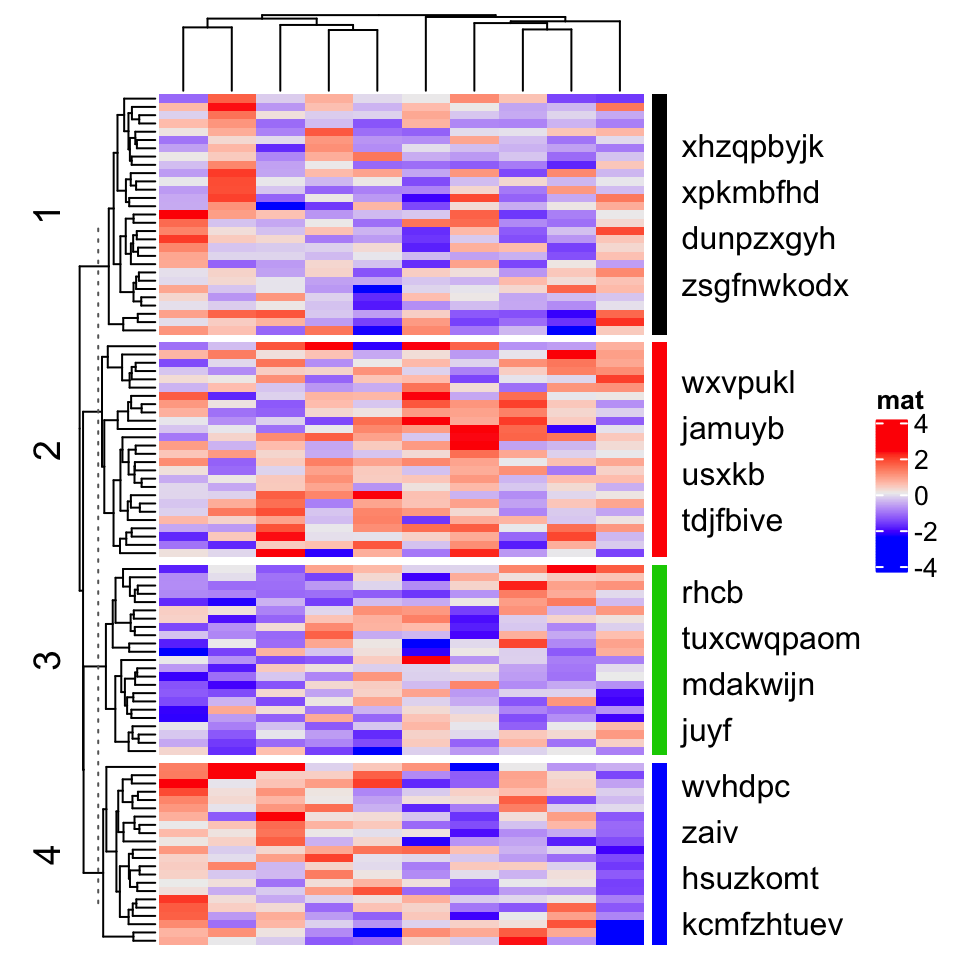 1
xhzqpbyjk
xpkmbfhd
dunpzxgyh
zsgfnwkodx
2
wxvpukl
jamuyb
usxkb
tdjfbive
mat
4
2
0
-2
-4
3
rhcb
tuxcwqpaom
mdakwijn
juyf
4
wvhdpc
zaiv
hsuzkomt
kcmfzhtuev